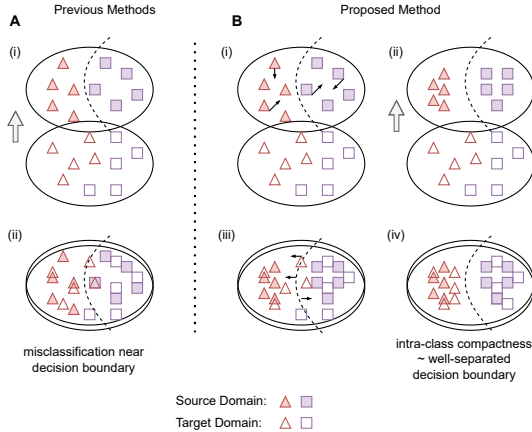 Previous Methods
Proposed Method
A
B
(i)
(i)
(ii)
(ii)
(iii)
(iv)
misclassification near
decision boundary
intra-class compactness
~ well-separated
decision boundary
Source Domain:
Target Domain: